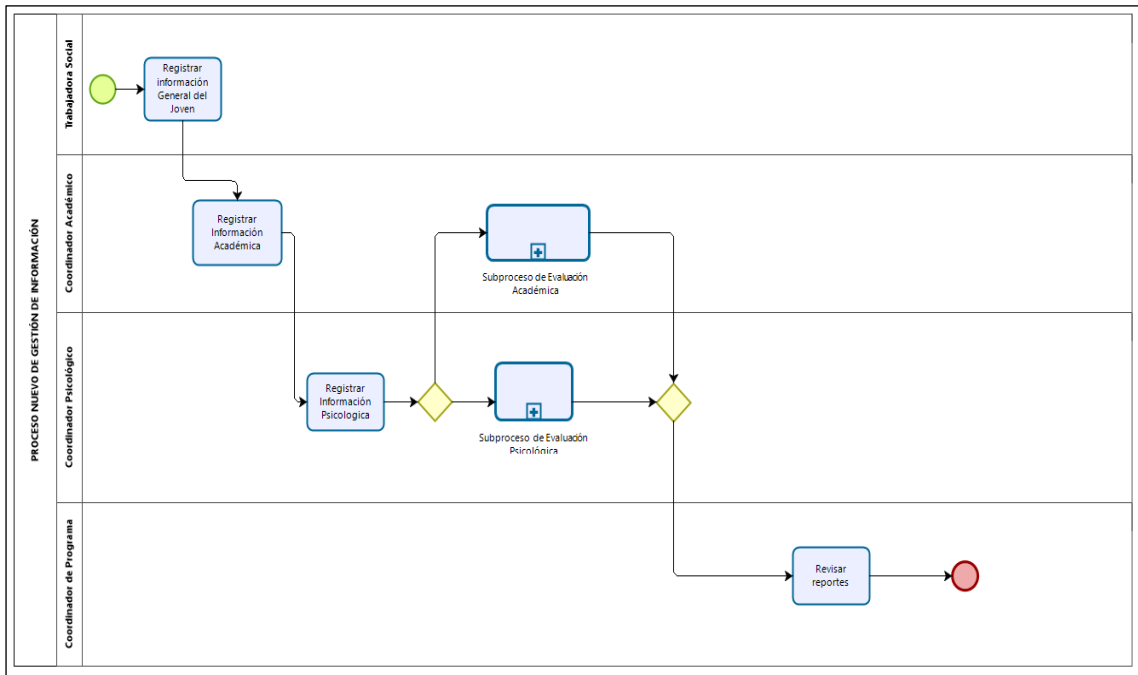 PROCESO NUEVO DE GESTIÓN DE INFORMACIÓN
Trabajadora Social
Registrar
información
General del
Joven
Coordinador Académico
Registrar
Información
Académica
Subproceso de Evaluación
Académica
Coordinador Psicológico
Registrar
Información
Psicologica
Subproceso de Evaluación
Psicológica
Coordinador de Programa
Revisar
reportes